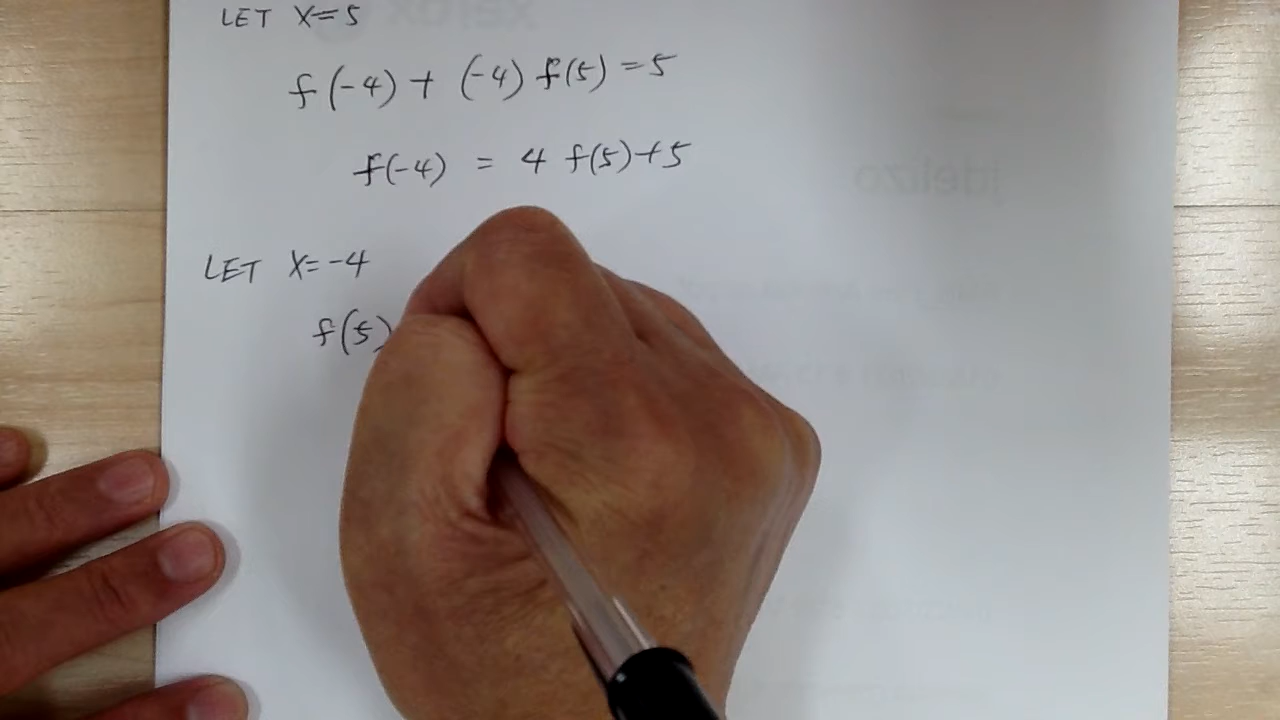 LET X=5
f(-4) + (-4) f(5) = 5
f(-4) = 4 f(5)+5
LET X=-4
f(5)